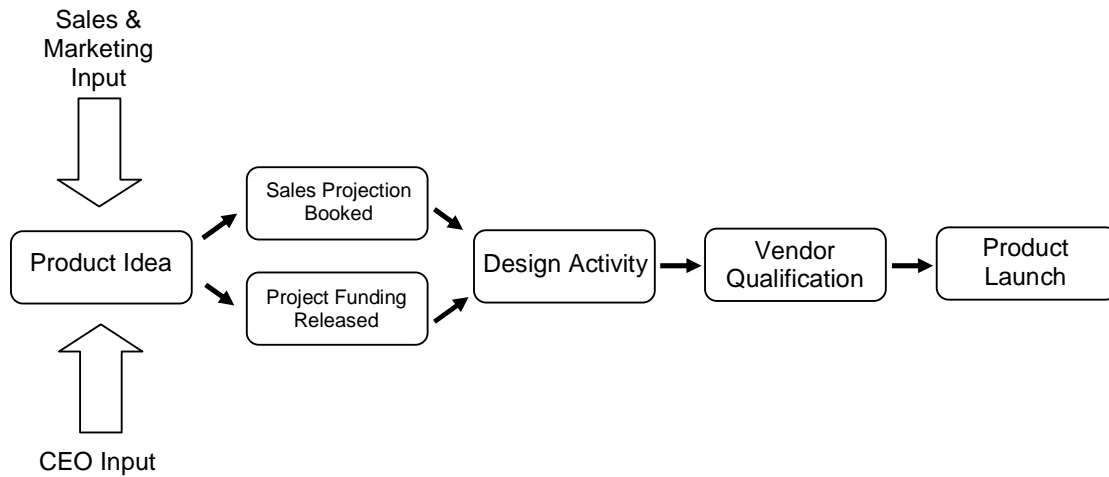 Sales &
Marketing
Input
Sales Projection
Booked
Product Idea
Design Activity
Vendor
Qualification
Product
Launch
Project Funding
Released
CEO Input